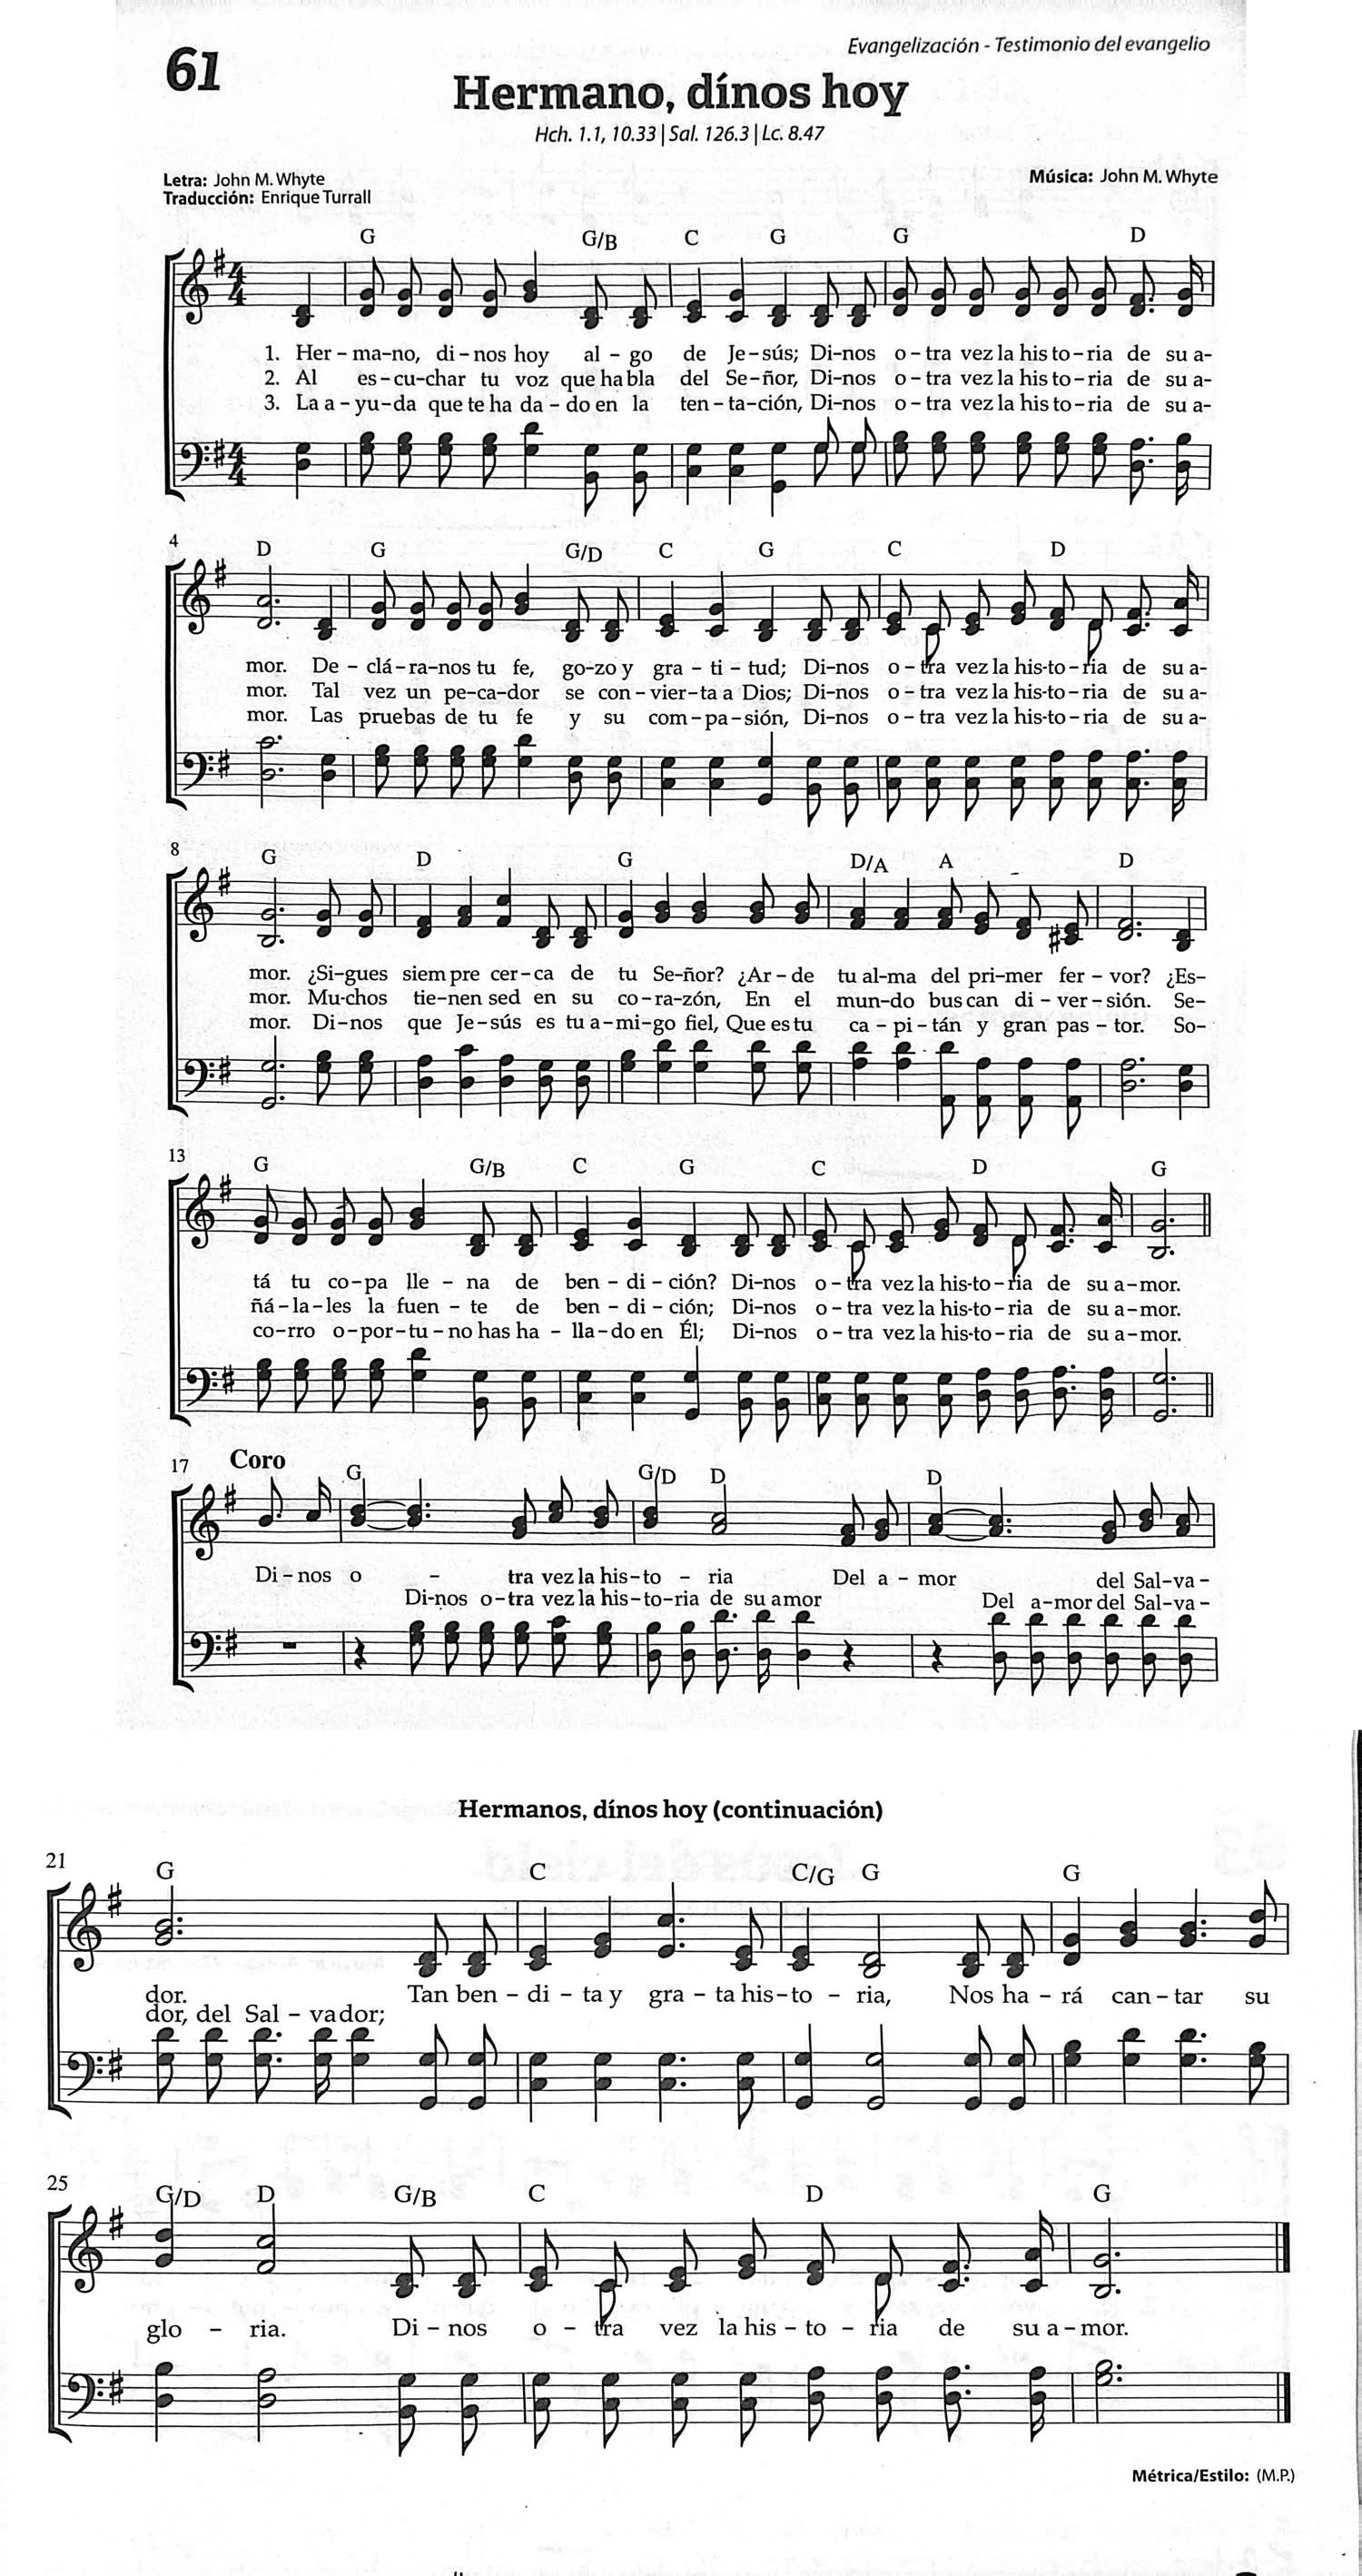 61
Evangelización - Testimonio del evangelio
Hermano, dínos hoy
Hch. 1.1, 10.33 | Sal. 126.3 | Lc. 8.47
Letra: John M. Whyte
Música: John M. Whyte
Traducción: Enrique Turrall
G G/B C G G D
1. Her – ma–no, di – nos hoy al – go de Je–sús; Di–nos o – tra vez la his to – ria de su a–
2. Al es – cu–char tu voz que ha bla del Se–ñor, Di–nos o – tra vez la his to – ria de su a–
3. La a – yu–da que te ha da – do en la ten – ta–ción, Di–nos o – tra vez la his to – ria de su a–
4
D G G/D C G C D
mor. De – clá–ra–nos tu fe, go–zo y gra – ti – tud; Di–nos o – tra vez la his-to – ria de su a–
mor. Tal vez un pe–ca–dor se con – vier–ta a Dios; Di–nos o – tra vez la his-to – ria de su a–
mor. Las pruebas de tu fe y su com – pa–sión, Di–nos o – tra vez la his-to – ria de su a–
8
G D G D/A A D
mor. ¿Si–gues siem pre cer – ca de tu Se–ñor? ¿Ar – de tu al–ma del pri–mer fer – vor? ¿Es–
mor. Mu-chos tie–nen sed en su co – ra–zón, En el mun–do bus can di – ver – sión. Se–
mor. Di–nos que Je–sús es tu a–mi–go fiel, Que es tu ca – pi – tán y gran pas – tor. So–
13
G G/B C G C D G
tá tu co–pa lle – na de ben – di – ción? Di–nos o – tra vez la his-to – ria de su a–mor.
ñá–la–les la fuen – te de ben – di – ción; Di–nos o – tra vez la his-to – ria de su a–mor.
co–rro o–por–tu – no has ha – lla–do en Él; Di–nos o – tra vez la his-to – ria de su a–mor.
17 Coro
G G/D D D
Di – nos o – tra vez la his–to – ria Del a – mor del Sal–va –
Di–nos o–tra vez la his–to–ria de su amor Del a–mor del Sal–va –
Hermanos, dínos hoy (continuación)
21
G C C/G G G
dor. Tan ben – di – ta y gra – ta his–to – ria, Nos ha – rá can – tar su
dor, del Sal – va dor;
25
G/D D G/B C D G
glo – ria. Di – nos o – tra vez la his – to – ria de su a – mor.
Métrica/Estilo: (M.P.)